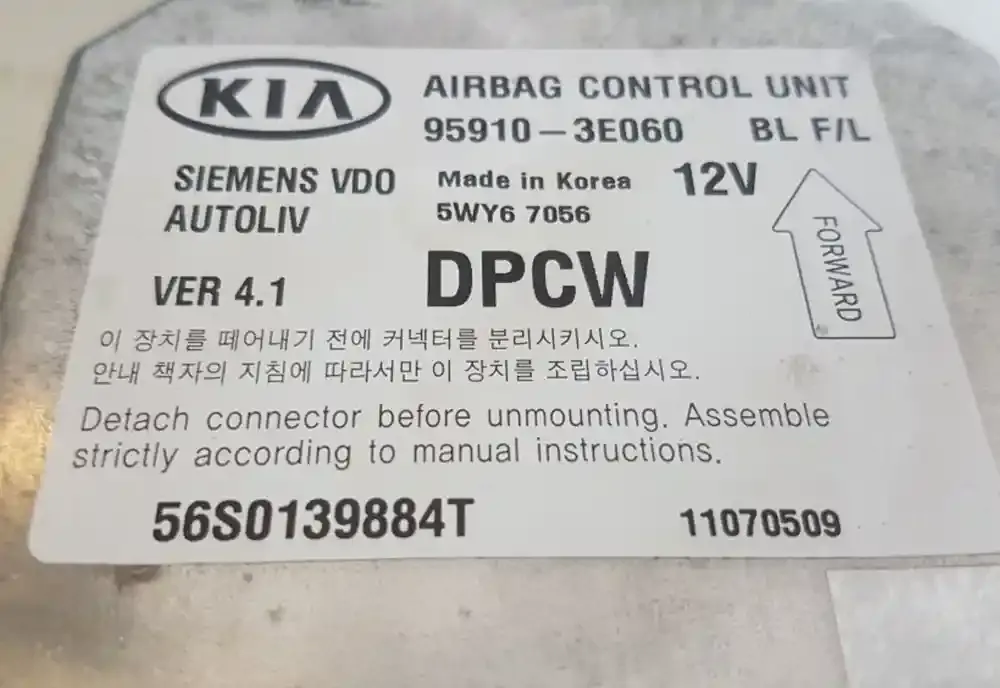 KIA
AIRBAG CONTROL UNIT
95910-3E060 BL F/L
SIEMENS VDO
AUTOLIV
Made in Korea
5WY6 7056
12V
FORWARD
VER 4.1
DPCW
이 장치를 떼어내기 전에 커넥터를 분리시키시오.
안내 책자의 지침에 따라서만 이 장치를 조립하십시오.
Detach connector before unmounting. Assemble
strictly according to manual instructions.
56S0139884T
11070509